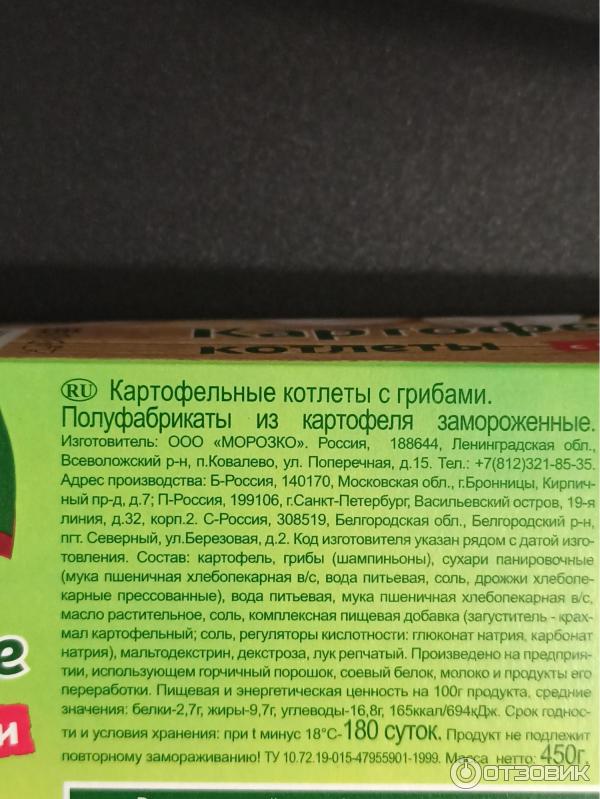 Картофе
котлеты
RU Картофельные котлеты с грибами.
Полуфабрикаты из картофеля замороженные.
Изготовитель: ООО «МОРОЗКО». Россия, 188644, Ленинградская обл.,
Всеволожский р-н, п.Ковалево, ул. Поперечная, д.15. Тел.: +7(812)321-85-35.
Адрес производства: Б-Россия, 140170, Московская обл., г.Бронницы, Кирпич-
ный пр-д, д.7; П-Россия, 199106, г.Санкт-Петербург, Васильевский остров, 19-я
линия, д.32, корп.2. С-Россия, 308519, Белгородская обл., Белгородский р-н,
пгт. Северный, ул.Березовая, д.2. Код изготовителя указан рядом с датой изго-
товления. Состав: картофель, грибы (шампиньоны), сухари панировочные
(мука пшеничная хлебопекарная в/с, вода питьевая, соль, дрожжи хлебопе-
карные прессованные), вода питьевая, мука пшеничная хлебопекарная в/с,
масло растительное, соль, комплексная пищевая добавка (загуститель - крах-
мал картофельный; соль, регуляторы кислотности: глюконат натрия, карбонат
натрия), мальтодекстрин, декстроза, лук репчатый. Произведено на предприя-
тии, использующем горчичный порошок, соевый белок, молоко и продукты его
переработки. Пищевая и энергетическая ценность на 100г продукта, средние
значения: белки-2,7г, жиры-9,7г, углеводы-16,8г, 165ккал/694кДж. Срок годнос-
ти и условия хранения: при t минус 18°С-180 суток. Продукт не подлежит
повторному замораживанию! ТУ 10.72.19-015-47955901-1999. Масса нетто: 450г.
е
и
ОТЗОВИК